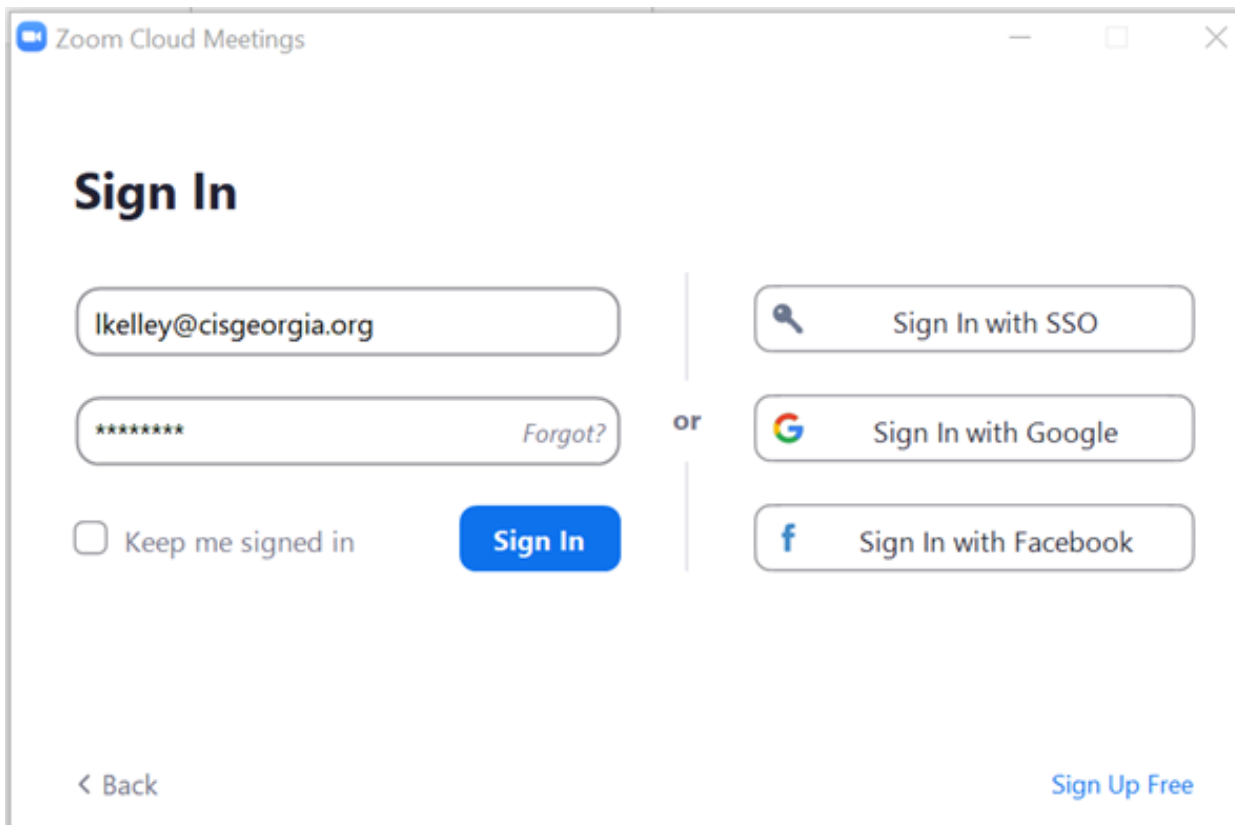 Zoom Cloud Meetings
Sign In
lkelley@cisgeorgia.org
******** Forgot?
Keep me signed in
Sign In
or
Sign In with SSO
Sign In with Google
Sign In with Facebook
< Back
Sign Up Free